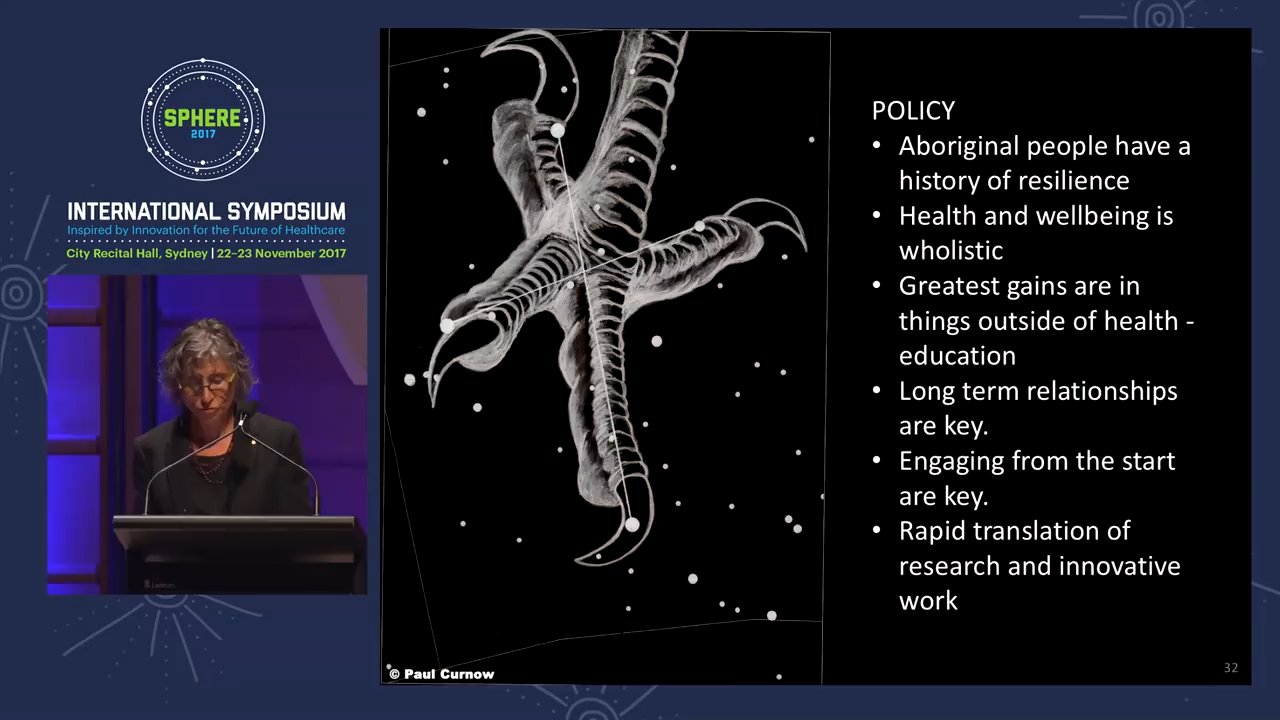 SPHERE
2017
INTERNATIONAL SYMPOSIUM
Inspired by Innovation for the Future of Healthcare
City Recital Hall, Sydney | 22–23 November 2017
POLICY
• Aboriginal people have a
history of resilience
• Health and wellbeing is
wholistic
• Greatest gains are in
things outside of health -
education
• Long term relationships
are key.
• Engaging from the start
are key.
• Rapid translation of
research and innovative
work
32
© Paul Curnow